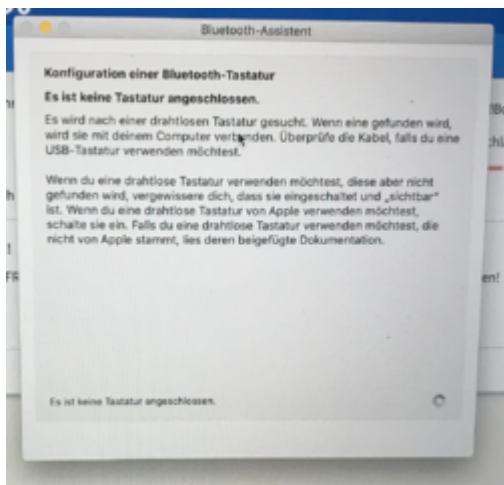 Bluetooth-Assistent
Konfiguration einer Bluetooth-Tastatur
Es ist keine Tastatur angeschlossen.
Es wird nach einer drahtlosen Tastatur gesucht. Wenn eine gefunden wird,
wird sie mit deinem Computer verbunden. Überprüfe die Kabel, falls du eine
USB-Tastatur verwenden möchtest.
Wenn du eine drahtlose Tastatur verwenden möchtest, diese aber nicht
gefunden wird, vergewissere dich, dass sie eingeschaltet und „sichtbar“
ist. Wenn du eine drahtlose Tastatur von Apple verwenden möchtest,
schalte sie ein. Falls du eine drahtlose Tastatur verwenden möchtest, die
nicht von Apple stammt, lies deren beigefügte Dokumentation.
Es ist keine Tastatur angeschlossen.